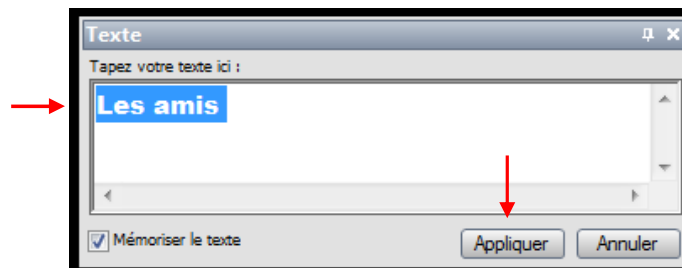 Texte
Tapez votre texte ici :
Les amis
Mémoriser le texte
Appliquer
Annuler